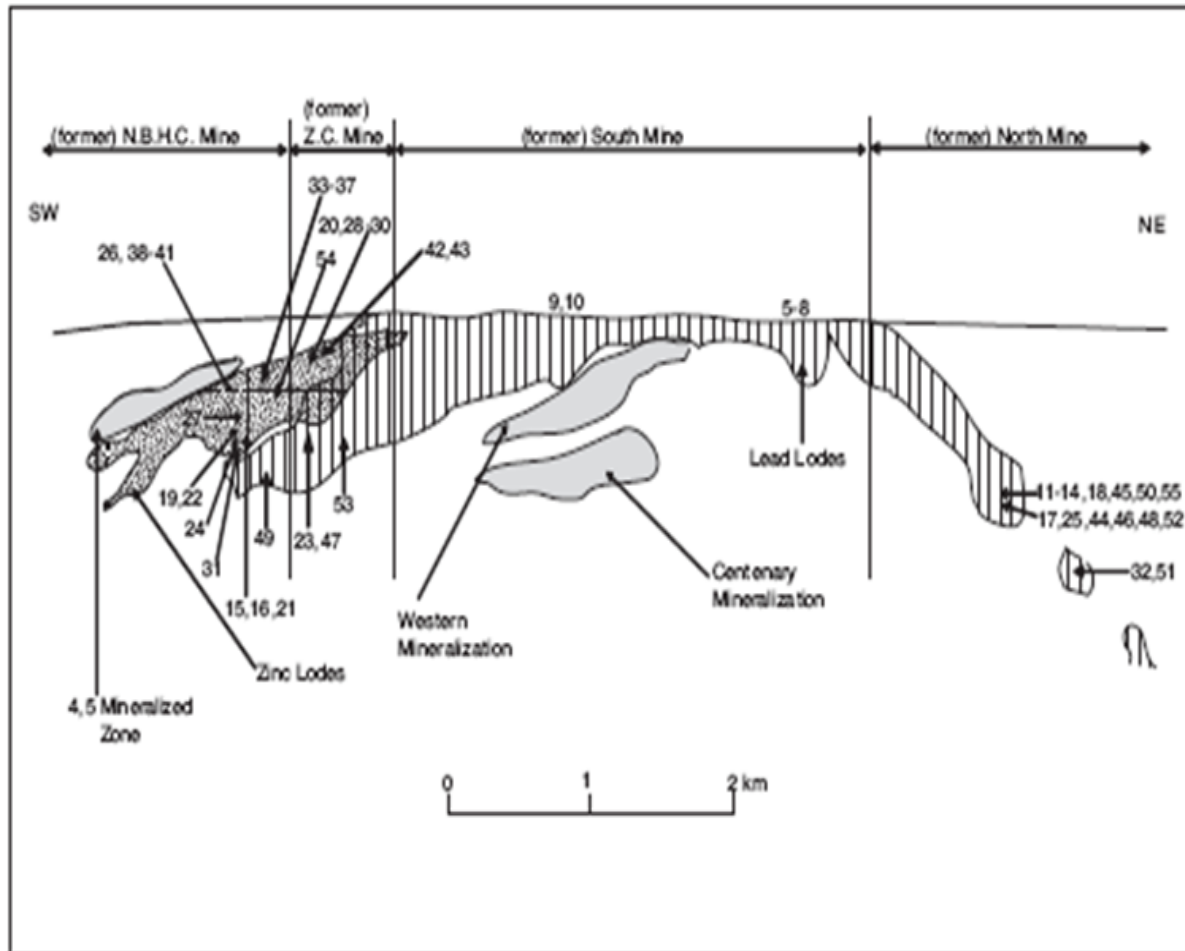 (former)
(former) N.B.H.C. Mine
Z.C. Mine
(former) South Mine
(former) North Mine
33-37
SW
20,28-30
NE
26, 38-41
54
42,43
9,10
5-8
27
Lead Lodes
19,22
53
11-14,18,45,50,55
24
49
23,47
17,25,44,46,48,52
31
32,51
15,16,21
Centenary
Mineralization
Western
Mineralization
Zinc Lodes
4,5 Mineralized
Zone
0
1
2 km